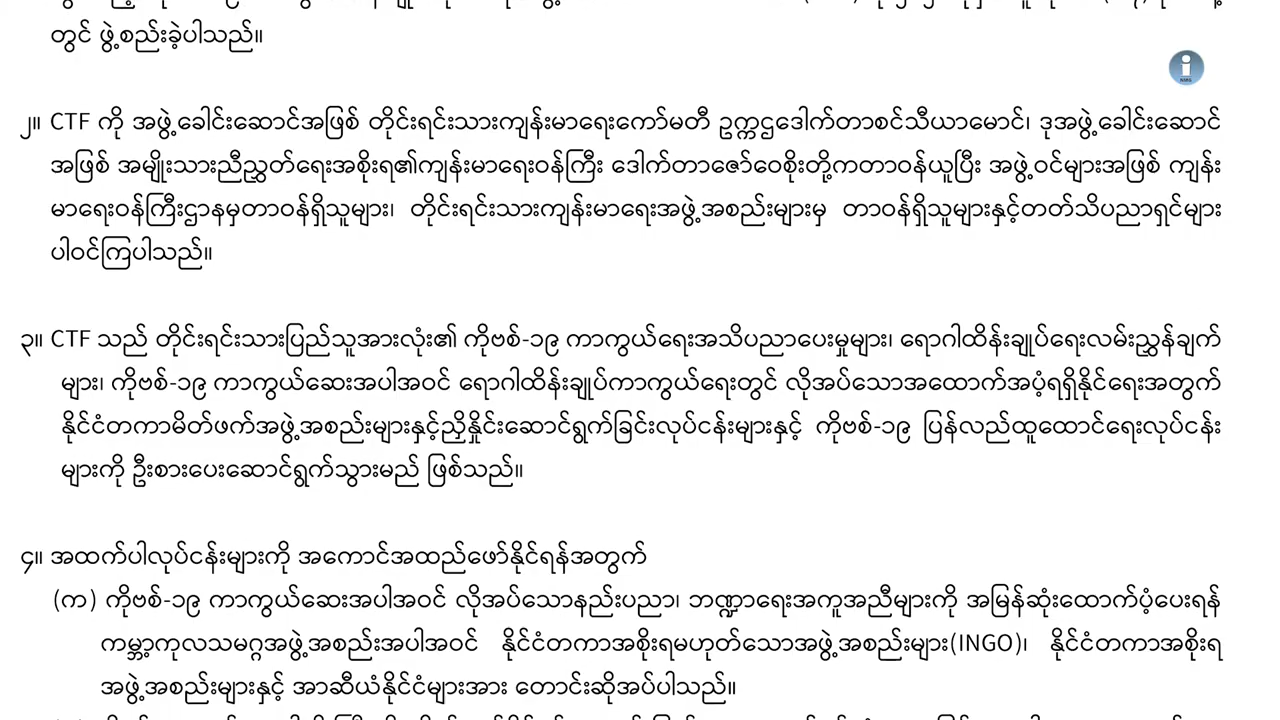 တွင် ဖွဲ့စည်းခဲ့ပါသည်။
၂။ CTF ကို အဖွဲ့ခေါင်းဆောင်အဖြစ် တိုင်းရင်းသားကျန်းမာရေးကော်မတီ ဥက္ကဌဒေါက်တာစင်သီယာမောင်၊ ဒုအဖွဲ့ခေါင်းဆောင်
အဖြစ် အမျိုးသားညီညွှတ်ရေးအစိုးရ၏ကျန်းမာရေးဝန်ကြီး ဒေါက်တာဇော်ဝေစိုးတို့ကတာဝန်ယူပြီး အဖွဲ့ဝင်များအဖြစ် ကျန်း
မာရေးဝန်ကြီးဌာနမှတာဝန်ရှိသူများ၊ တိုင်းရင်းသားကျန်းမာရေးအဖွဲ့အစည်းများမှ တာဝန်ရှိသူများနှင့်တတ်သိပညာရှင်များ
ပါဝင်ကြပါသည်။
၃။ CTF သည် တိုင်းရင်းသားပြည်သူအားလုံး၏ ကိုဗစ်-၁၉ ကာကွယ်ရေးအသိပညာပေးမှုများ၊ ရောဂါထိန်းချုပ်ရေးလမ်းညွှန်ချက်
များ၊ ကိုဗစ်-၁၉ ကာကွယ်ဆေးအပါအဝင် ရောဂါထိန်းချုပ်ကာကွယ်ရေးတွင် လိုအပ်သောအထောက်အပံ့ရရှိနိုင်ရေးအတွက်
နိုင်ငံတကာမိတ်ဖက်အဖွဲ့အစည်းများနှင့်ညှိနှိုင်းဆောင်ရွက်ခြင်းလုပ်ငန်းများနှင့် ကိုဗစ်-၁၉ ပြန်လည်ထူထောင်ရေးလုပ်ငန်း
များကို ဦးစားပေးဆောင်ရွက်သွားမည် ဖြစ်သည်။
၄။ အထက်ပါလုပ်ငန်းများကို အကောင်အထည်ဖော်နိုင်ရန်အတွက်
(က) ကိုဗစ်-၁၉ ကာကွယ်ဆေးအပါအဝင် လိုအပ်သောနည်းပညာ၊ ဘဏ္ဍာရေးအကူအညီများကို အမြန်ဆုံးထောက်ပံ့ပေးရန်
ကမ္ဘာ့ကုလသမဂ္ဂအဖွဲ့အစည်းအပါအဝင် နိုင်ငံတကာအစိုးရမဟုတ်သောအဖွဲ့အစည်းများ(INGO)၊ နိုင်ငံတကာအစိုးရ
အဖွဲ့အစည်းများနှင့် အာဆီယံနိုင်ငံများအား တောင်းဆိုအပ်ပါသည်။